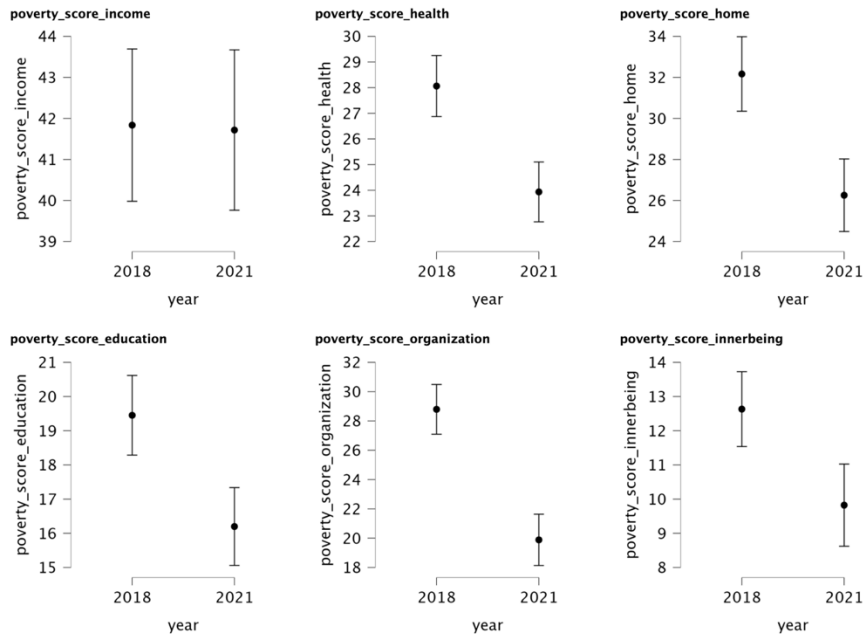 poverty_score_income
poverty_score_income
44
43
42
41
40
39
2018 2021
year
poverty_score_health
poverty_score_health
30
29
28
27
26
25
24
23
22
2018 2021
year
poverty_score_home
poverty_score_home
34
32
30
28
26
24
2018 2021
year
poverty_score_education
poverty_score_education
21
20
19
18
17
16
15
2018 2021
year
poverty_score_organization
poverty_score_organization
32
30
28
26
24
22
20
18
2018 2021
year
poverty_score_innerbeing
poverty_score_innerbeing
14
13
12
11
10
9
8
2018 2021
year